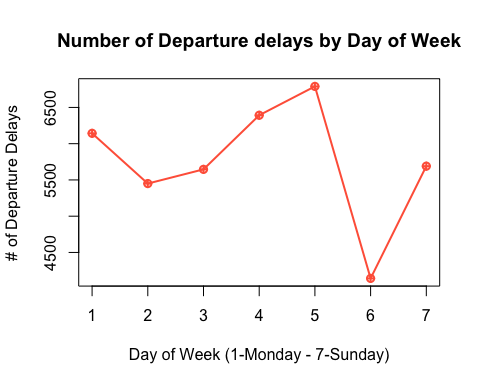 Number of Departure delays by Day of Week
# of Departure Delays
6500
5500
4500
1 2 3 4 5 6 7
Day of Week (1-Monday - 7-Sunday)